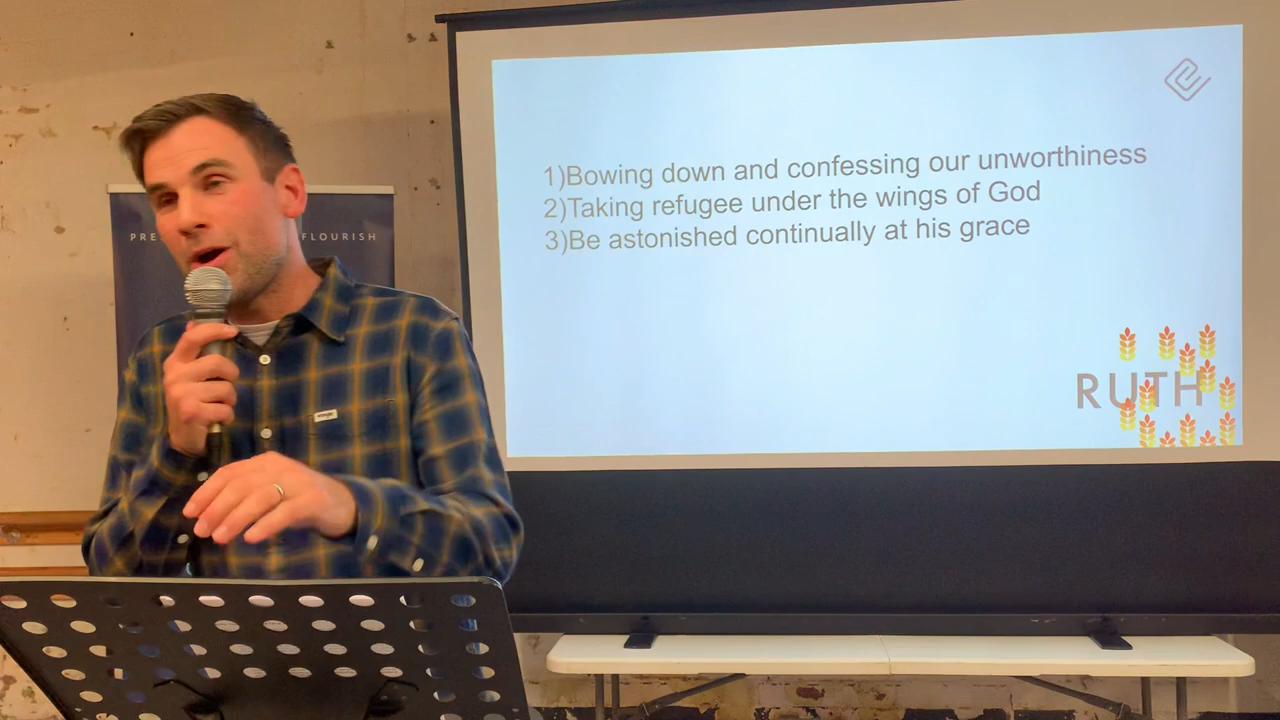 1)Bowing down and confessing our unworthiness
2)Taking refugee under the wings of God
3)Be astonished continually at his grace
RUTH
FLOURISH